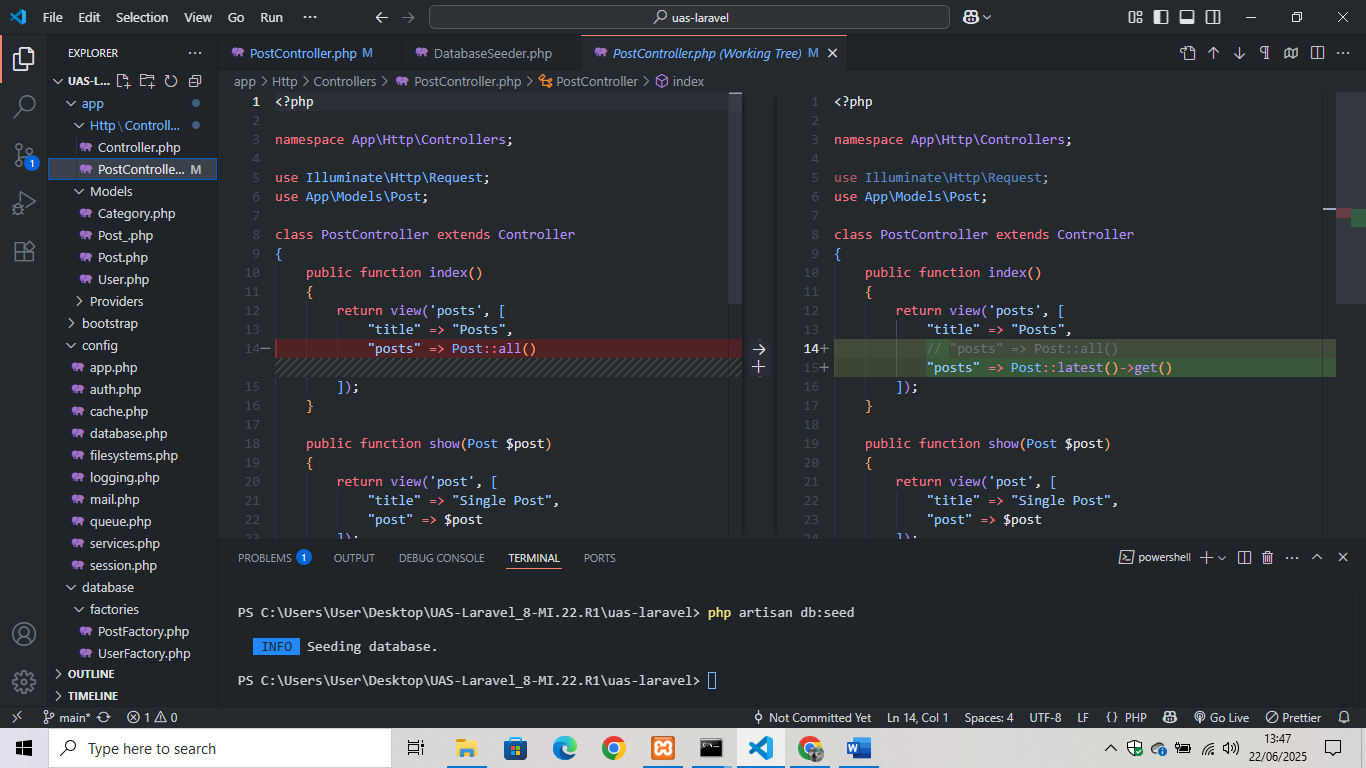 File Edit Selection View Go Run ··· uas-laravel
EXPLORER ···
PostController.php M DatabaseSeeder.php PostController.php (Working Tree) M
UAS-L...
app > Http > Controllers > PostController.php > PostController > index
app
Http\Controll...
Controller.php
PostControlle... M
Models
Category.php
Post_.php
Post.php
User.php
Providers
bootstrap
config
app.php
auth.php
cache.php
database.php
filesystems.php
logging.php
mail.php
queue.php
services.php
session.php
database
factories
PostFactory.php
UserFactory.php
OUTLINE
TIMELINE
1
1 <?php
2
3 namespace App\Http\Controllers;
4
5 use Illuminate\Http\Request;
6 use App\Models\Post;
7
8 class PostController extends Controller
9 {
10 public function index()
11 {
12 return view('posts', [
13 "title" => "Posts",
14− "posts" => Post::all()
15 ]);
16 }
17
18 public function show(Post $post)
19 {
20 return view('post', [
21 "title" => "Single Post",
22 "post" => $post
]);
1 <?php
2
3 namespace App\Http\Controllers;
4
5 use Illuminate\Http\Request;
6 use App\Models\Post;
7
8 class PostController extends Controller
9 {
10 public function index()
11 {
12 return view('posts', [
13 "title" => "Posts",
14+ // "posts" => Post::all()
15+ "posts" => Post::latest()->get()
16 ]);
17 }
18
19 public function show(Post $post)
20 {
21 return view('post', [
22 "title" => "Single Post",
23 "post" => $post
24 ]);
PROBLEMS 1 OUTPUT DEBUG CONSOLE TERMINAL PORTS powershell
PS C:\Users\User\Desktop\UAS-Laravel_8-MI.22.R1\uas-laravel> php artisan db:seed
INFO Seeding database.
PS C:\Users\User\Desktop\UAS-Laravel_8-MI.22.R1\uas-laravel>
main* 1 0 Not Committed Yet Ln 14, Col 1 Spaces: 4 UTF-8 LF {} PHP Go Live Prettier
Type here to search
13:47
22/06/2025